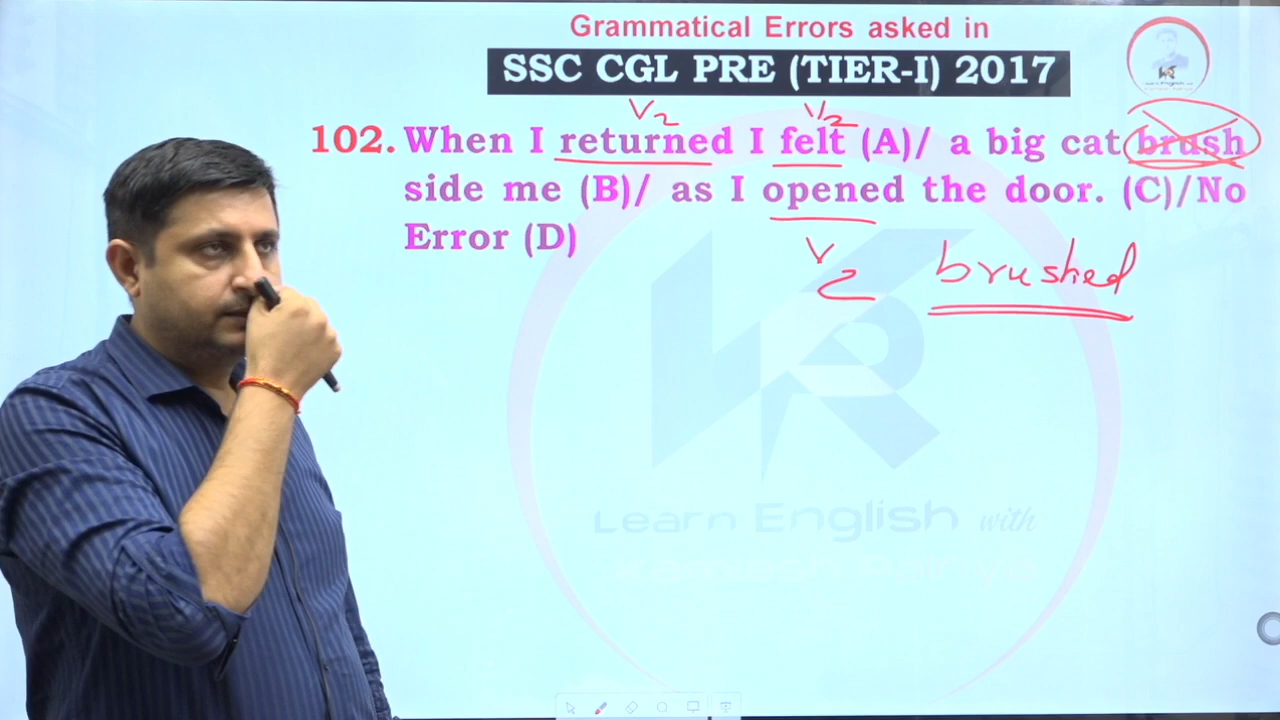 Grammatical Errors asked in
SSC CGL PRE (TIER-I) 2017
V2 V2
102. When I returned I felt (A)/ a big cat brush
side me (B)/ as I opened the door. (C)/No
Error (D)
V2 brushed
Learn English with